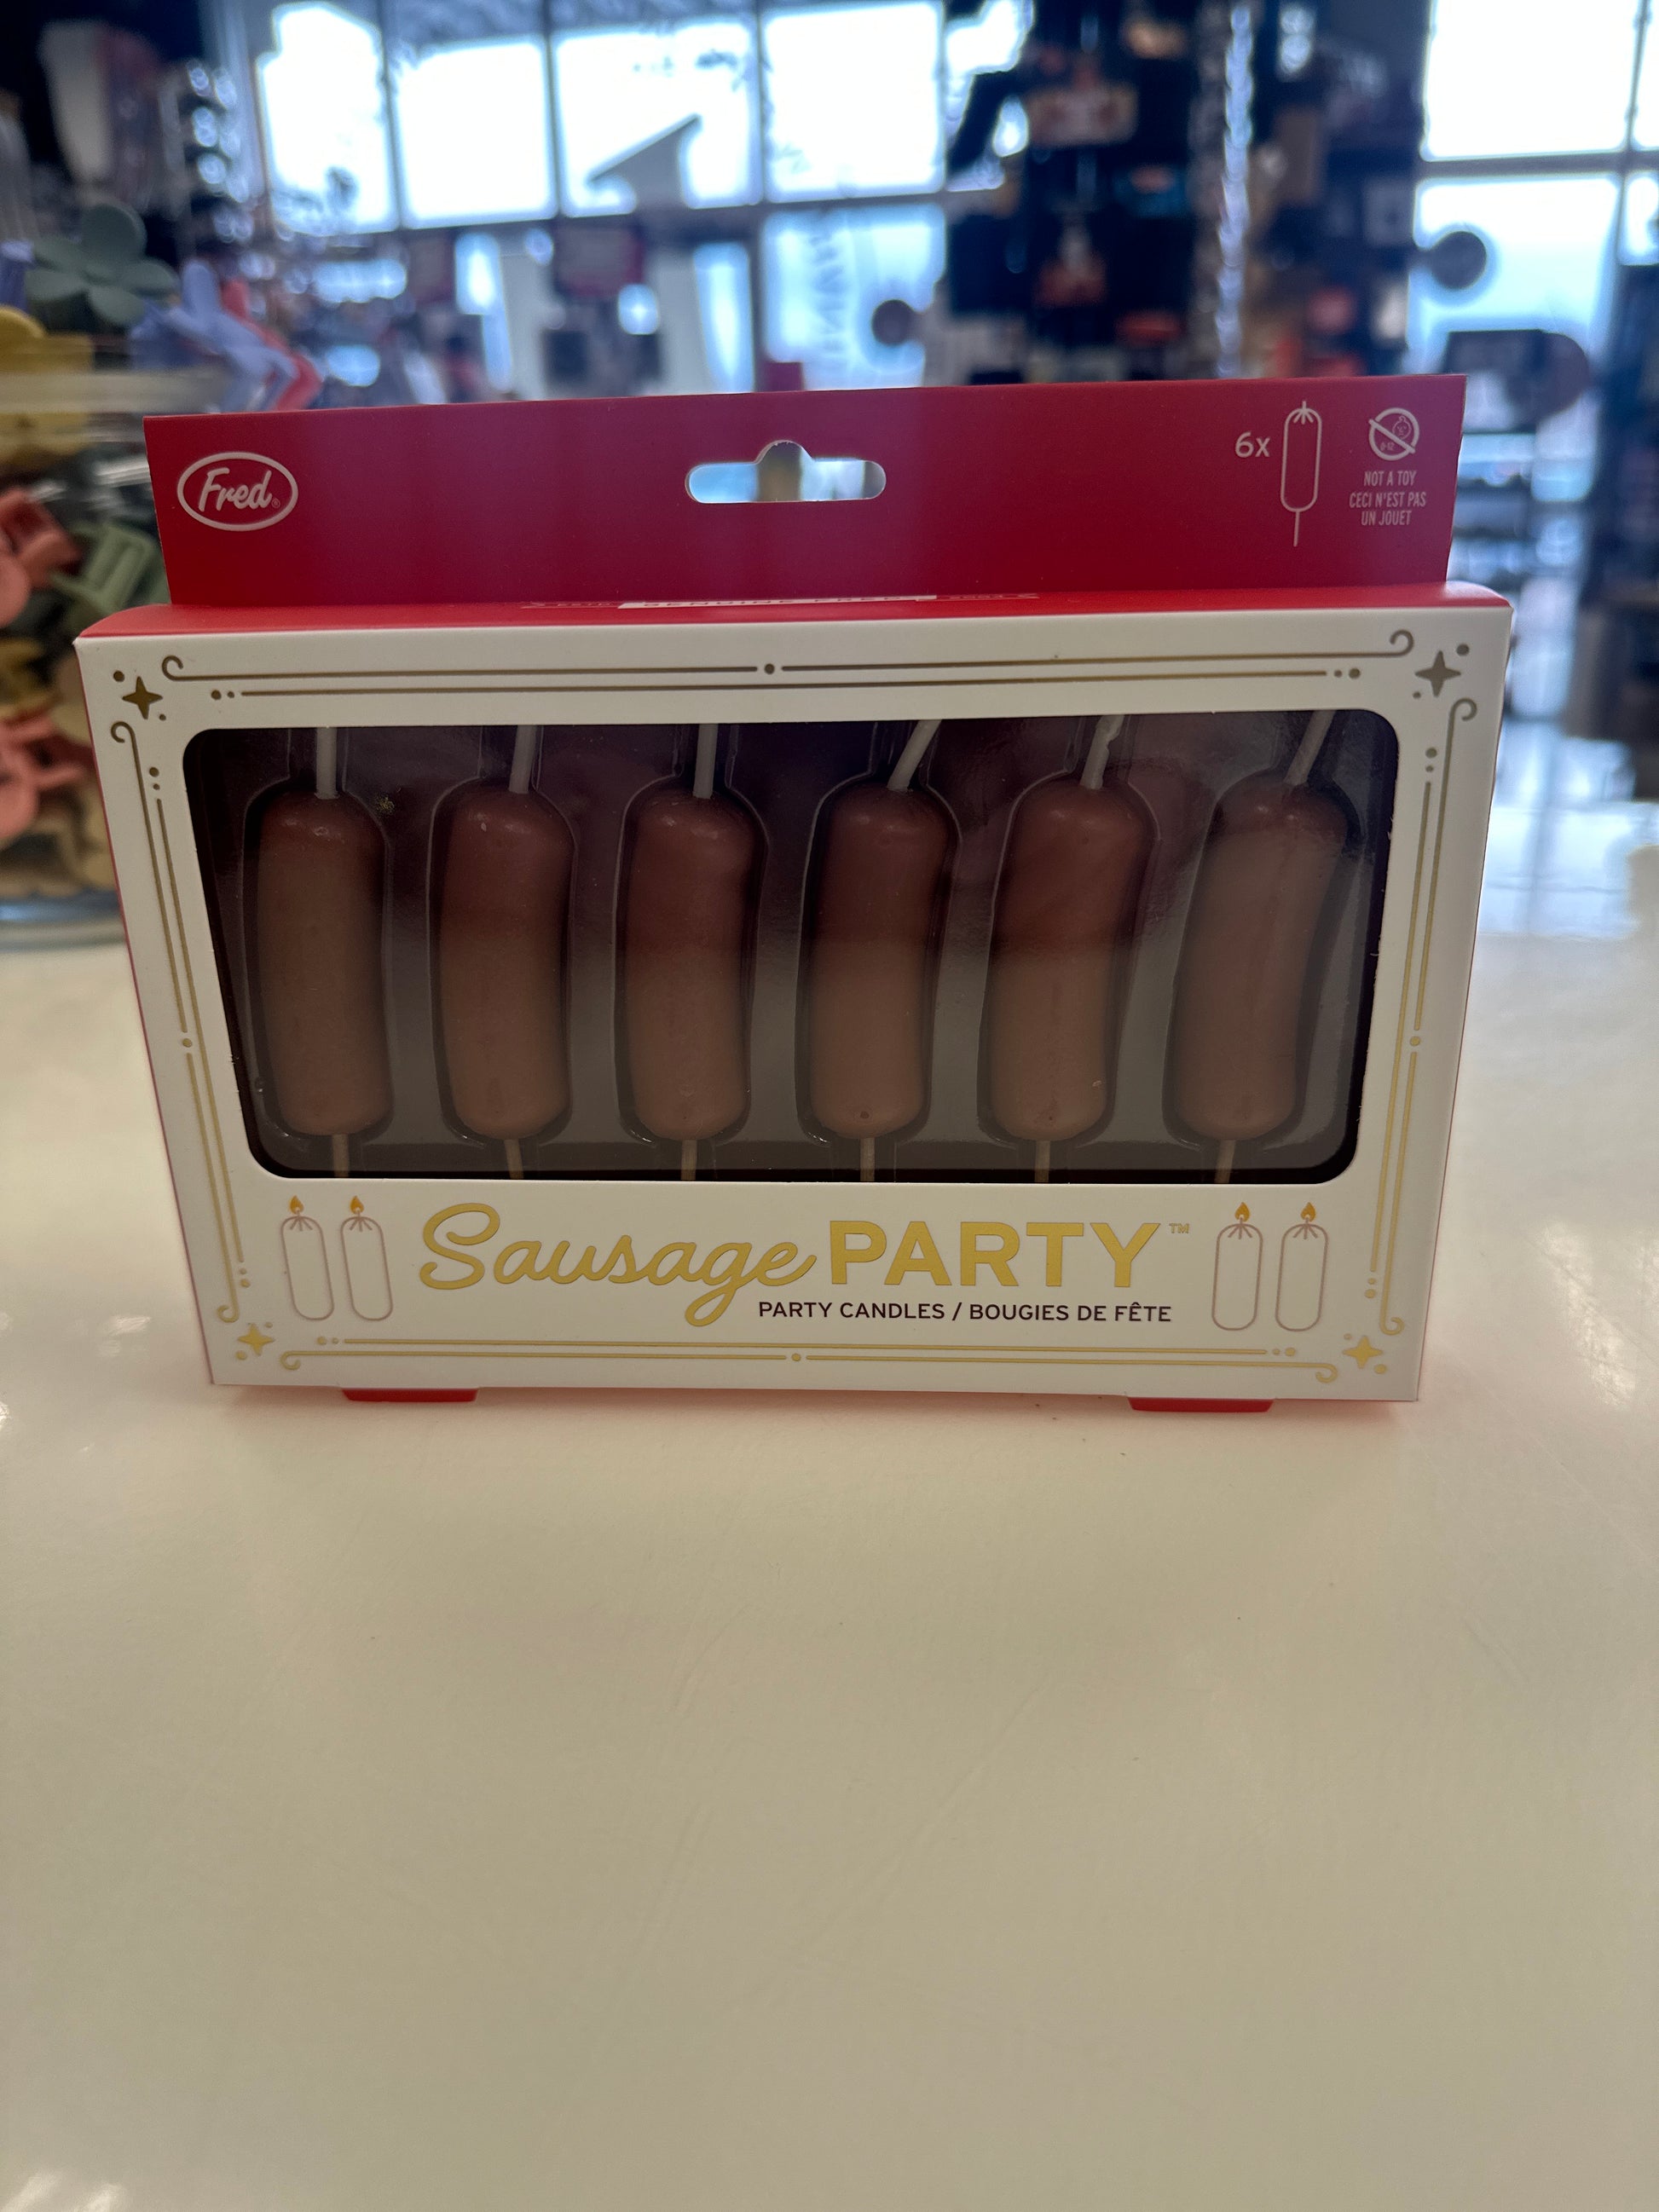 Fred®
6x
NOT A TOY
CECI N'EST PAS
UN JOUET
Sausage PARTY™
PARTY CANDLES / BOUGIES DE FÊTE